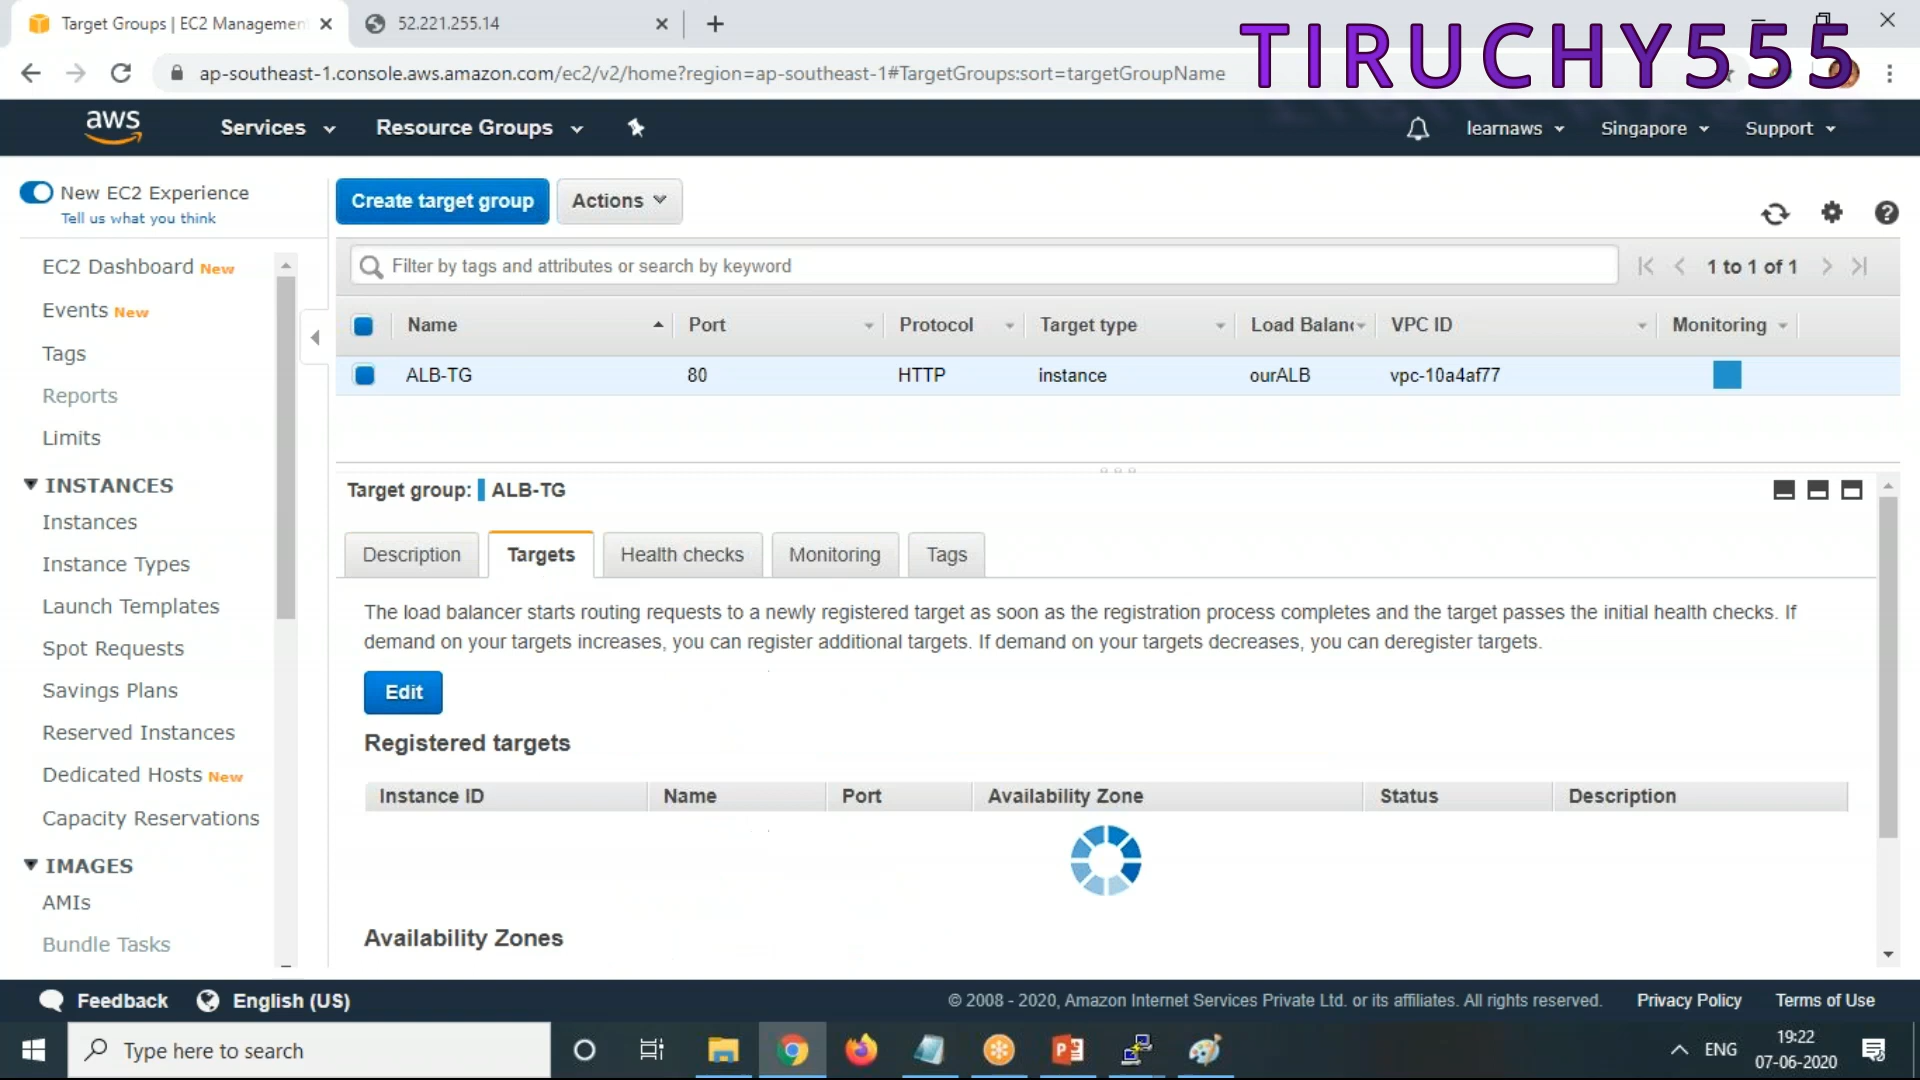 Target Groups | EC2 Managemen
52.221.255.14
TIRUCHY555
ap-southeast-1.console.aws.amazon.com/ec2/v2/home?region=ap-southeast-1#TargetGroups:sort=targetGroupName
aws
Services
Resource Groups
learnaws
Singapore
Support
New EC2 Experience
Tell us what you think
EC2 Dashboard New
Events New
Tags
Reports
Limits
INSTANCES
Instances
Instance Types
Launch Templates
Spot Requests
Savings Plans
Reserved Instances
Dedicated Hosts New
Capacity Reservations
IMAGES
AMIs
Bundle Tasks
Create target group
Actions
Filter by tags and attributes or search by keyword
1 to 1 of 1
Name Port Protocol Target type Load Balanc VPC ID Monitoring
ALB-TG 80 HTTP instance ourALB vpc-10a4af77
Target group: ALB-TG
Description Targets Health checks Monitoring Tags
The load balancer starts routing requests to a newly registered target as soon as the registration process completes and the target passes the initial health checks. If
demand on your targets increases, you can register additional targets. If demand on your targets decreases, you can deregister targets.
Edit
Registered targets
Instance ID Name Port Availability Zone Status Description
Availability Zones
Feedback
English (US)
© 2008 - 2020, Amazon Internet Services Private Ltd. or its affiliates. All rights reserved.
Privacy Policy
Terms of Use
Type here to search
ENG
19:22
07-06-2020